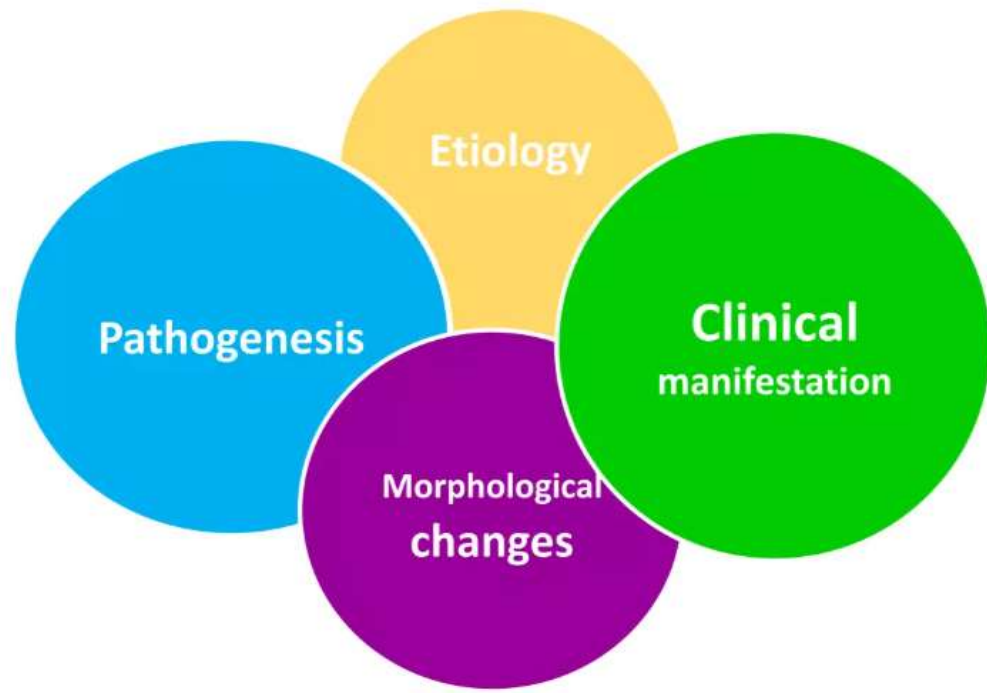 Etiology
Pathogenesis
Clinical
manifestation
Morphological
changes